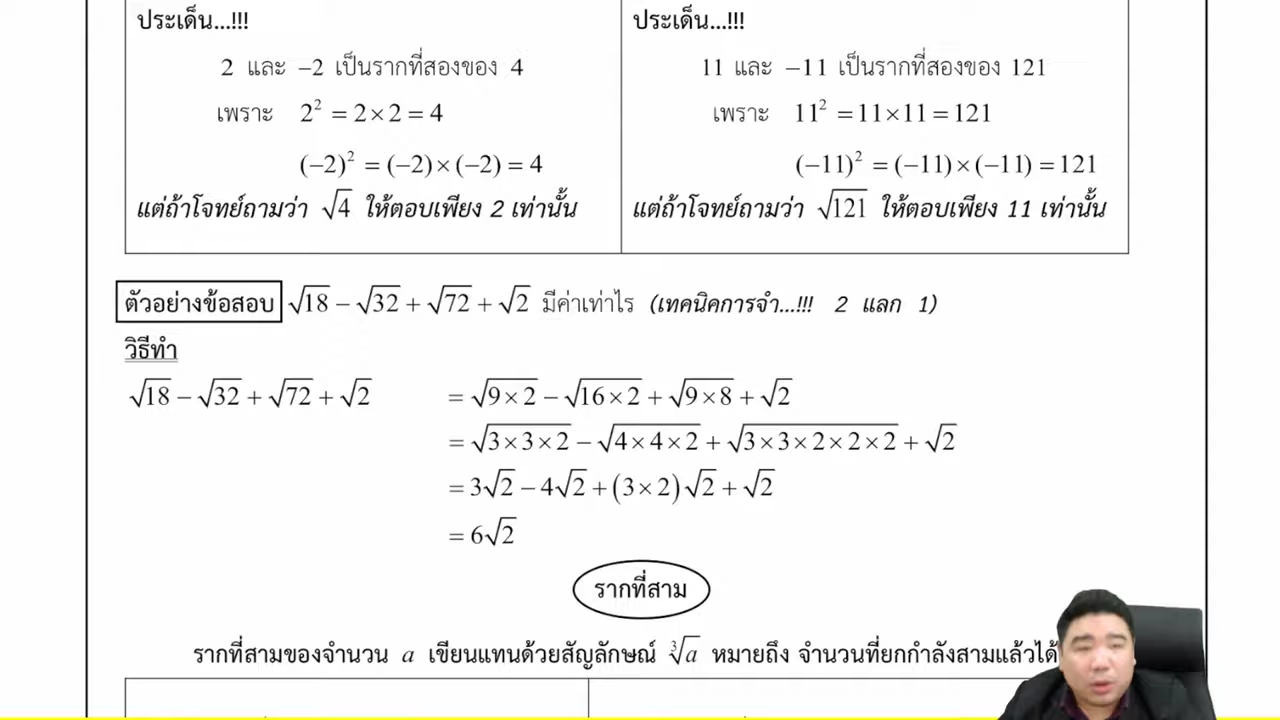 ประเด็น...!!!
2 และ −2 เป็นรากที่สองของ 4
เพราะ 2² = 2 × 2 = 4
(−2)² = (−2) × (−2) = 4
แต่ถ้าโจทย์ถามว่า √4 ให้ตอบเพียง 2 เท่านั้น
ประเด็น...!!!
11 และ −11 เป็นรากที่สองของ 121
เพราะ 11² = 11 × 11 = 121
(−11)² = (−11) × (−11) = 121
แต่ถ้าโจทย์ถามว่า √121 ให้ตอบเพียง 11 เท่านั้น
ตัวอย่างข้อสอบ √18 − √32 + √72 + √2 มีค่าเท่าไร (เทคนิคการจำ...!!! 2 แลก 1)
วิธีทำ
√18 − √32 + √72 + √2 = √(9 × 2) − √(16 × 2) + √(9 × 8) + √2
= √(3 × 3 × 2) − √(4 × 4 × 2) + √(3 × 3 × 2 × 2 × 2) + √2
= 3√2 − 4√2 + (3 × 2)√2 + √2
= 6√2
รากที่สาม
รากที่สามของจำนวน a เขียนแทนด้วยสัญลักษณ์ ∛a หมายถึง จำนวนที่ยกกำลังสามแล้วได้